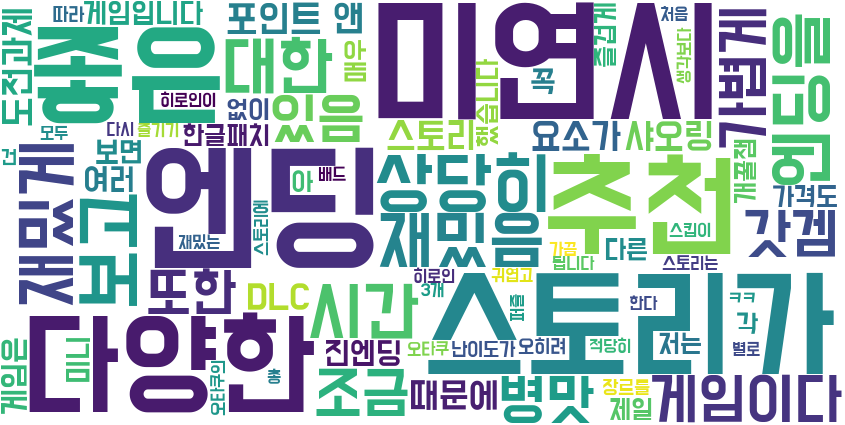 따라
게임입니다
포인트 앤
미연시
처음
도전과제
좋은
대한
매우
즐겁게
생각보다
가볍게
엔딩을
히로인이
없이
있음
꼭
모두
다시
즐기기
한글패치
스토리
했습니다
요소가
샤오링
건
보면
여러
재밌게
보고
엔딩
아
배드
상당히
추천
개꿀잼
가격도
재밌는
스토리에
재밌음
가끔
됩니다
다른
스킵이
스토리는
갓겜
또한
DLC
시간
히로인
3개
귀엽고
퍼즐
스토리가
한다
ㅋㅋ
각
별로
다양한
게임은
미니
오타쿠의
총
진엔딩
오타쿠
난이도가
오히려
적당히
저는
조금
때문에
병맛
장르를
제일
게임이다